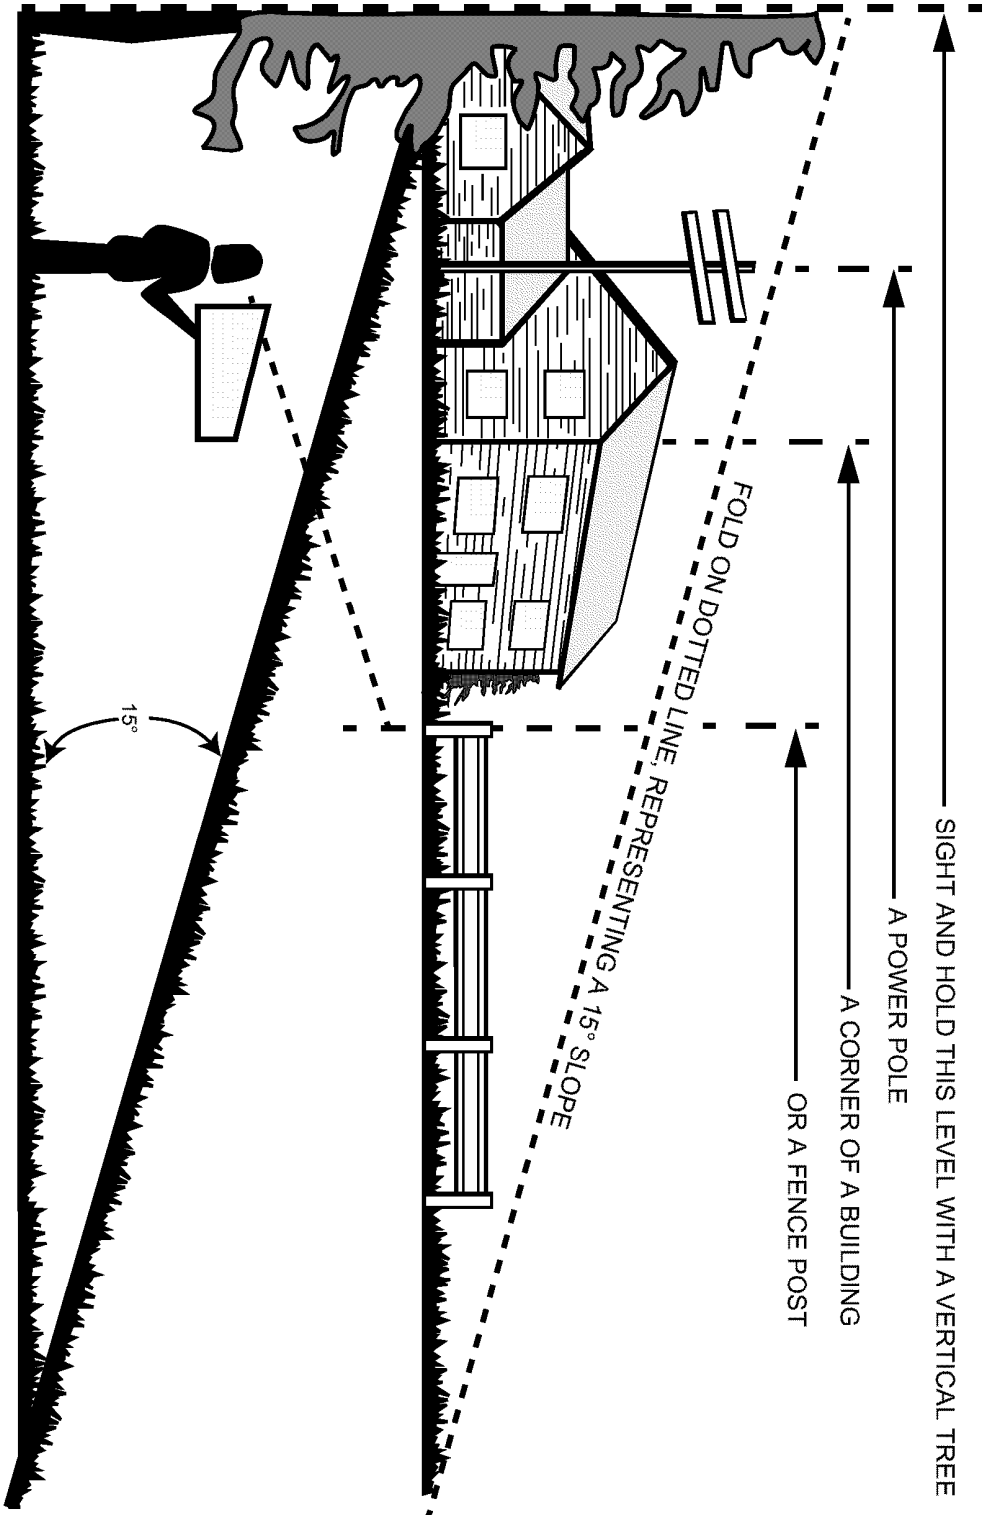 SIGHT AND HOLD THIS LEVEL WITH A VERTICAL TREE
A POWER POLE
A CORNER OF A BUILDING
OR A FENCE POST
FOLD ON DOTTED LINE, REPRESENTING A 15° SLOPE
15°